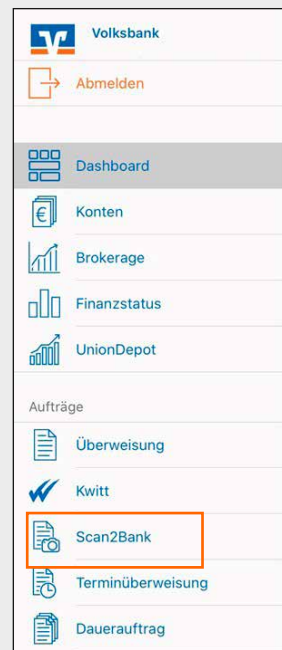 Volksbank
Abmelden
Dashboard
Konten
Brokerage
Finanzstatus
UnionDepot
Aufträge
Überweisung
Kwitt
Scan2Bank
Terminüberweisung
Dauerauftrag